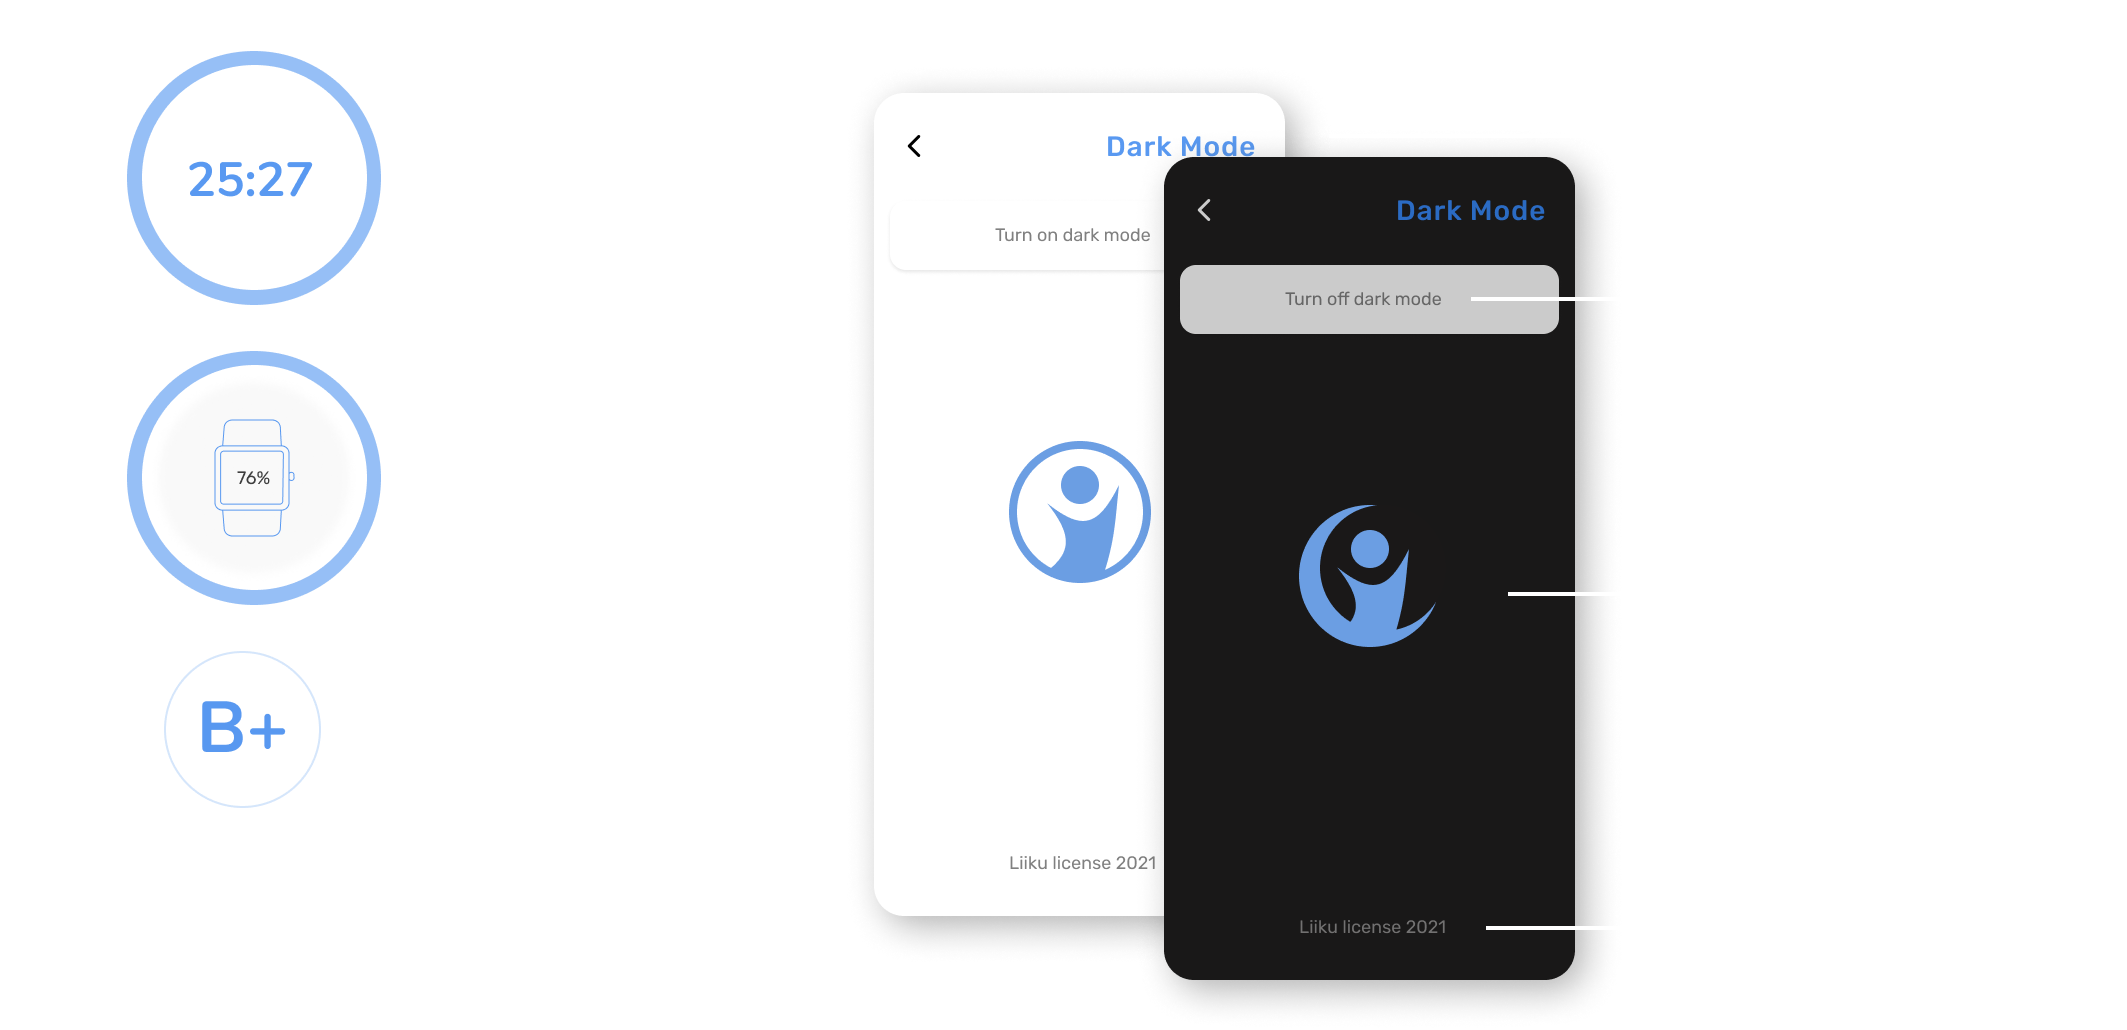 25:27
76%
B+
Dark Mode
Turn on dark mode
Liiku license 2021
Dark Mode
Turn off dark mode
Liiku license 2021